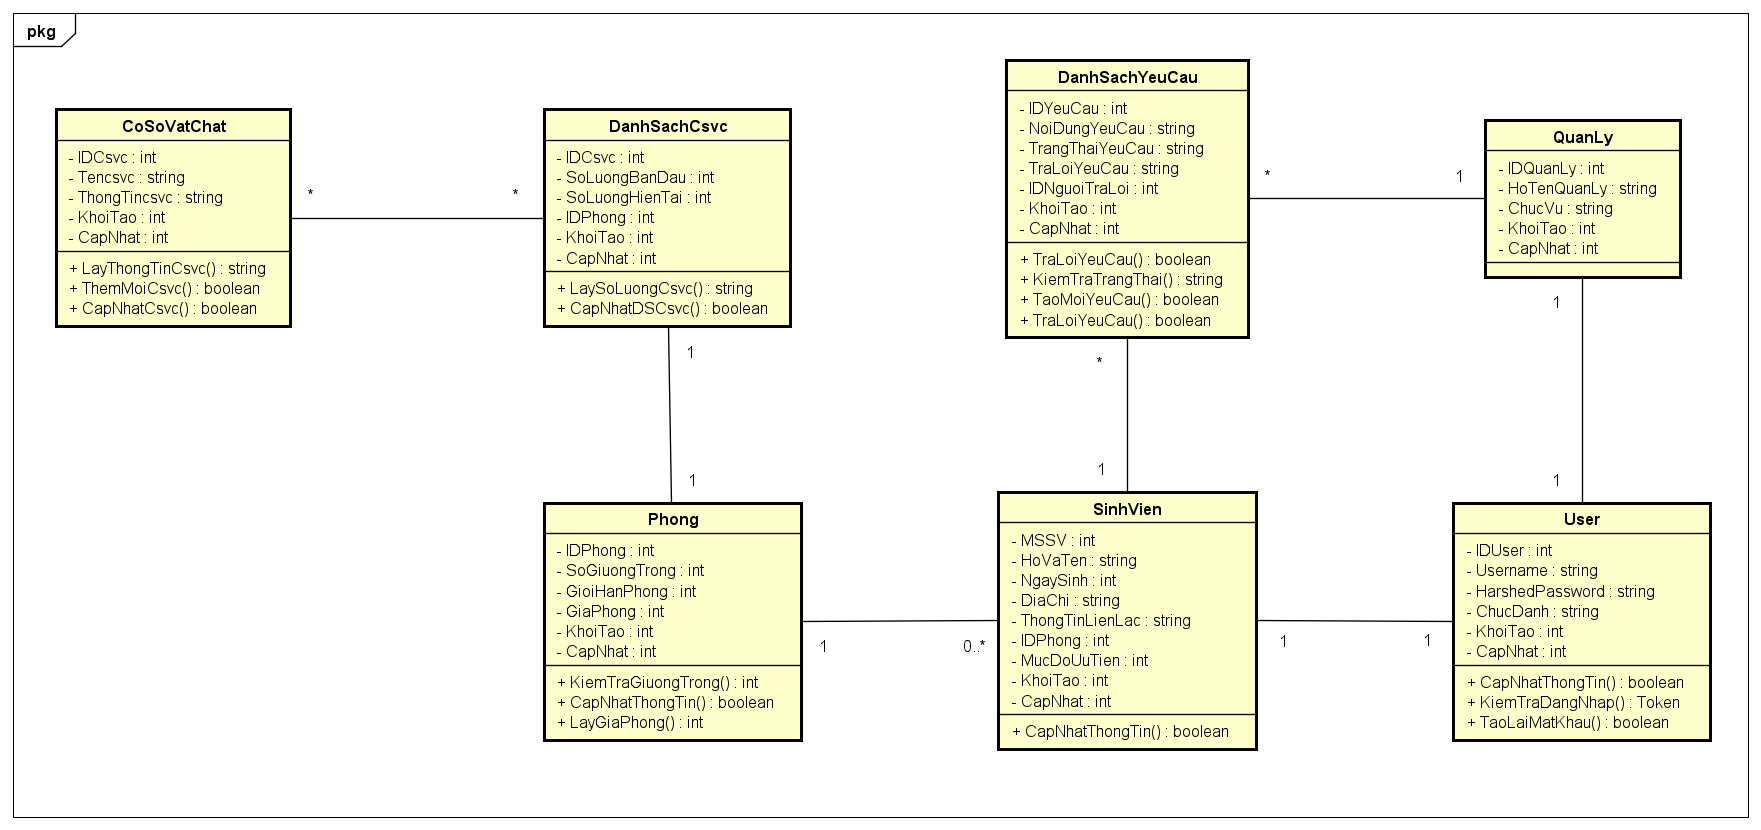 pkg
CoSoVatChat
- IDCsvc : int
- Tencsvc : string
- ThongTincsvc : string
- KhoiTao : int
- CapNhat : int
+ LayThongTinCsvc() : string
+ ThemMoiCsvc() : boolean
+ CapNhatCsvc() : boolean
*
*
DanhSachCsvc
- IDCsvc : int
- SoLuongBanDau : int
- SoLuongHienTai : int
- IDPhong : int
- KhoiTao : int
- CapNhat : int
+ LaySoLuongCsvc() : string
+ CapNhatDSCsvc() : boolean
1
1
DanhSachYeuCau
- IDYeuCau : int
- NoiDungYeuCau : string
- TrangThaiYeuCau : string
- TraLoiYeuCau : string
- IDNguoiTraLoi : int
- KhoiTao : int
- CapNhat : int
+ TraLoiYeuCau() : boolean
+ KiemTraTrangThai() : string
+ TaoMoiYeuCau() : boolean
+ TraLoiYeuCau() : boolean
*
1
*
1
QuanLy
- IDQuanLy : int
- HoTenQuanLy : string
- ChucVu : string
- KhoiTao : int
- CapNhat : int
1
1
Phong
- IDPhong : int
- SoGiuongTrong : int
- GioiHanPhong : int
- GiaPhong : int
- KhoiTao : int
- CapNhat : int
+ KiemTraGiuongTrong() : int
+ CapNhatThongTin() : boolean
+ LayGiaPhong() : int
1
0..*
SinhVien
- MSSV : int
- HoVaTen : string
- NgaySinh : int
- DiaChi : string
- ThongTinLienLac : string
- IDPhong : int
- MucDoUuTien : int
- KhoiTao : int
- CapNhat : int
+ CapNhatThongTin() : boolean
1
1
User
- IDUser : int
- Username : string
- HarshedPassword : string
- ChucDanh : string
- KhoiTao : int
- CapNhat : int
+ CapNhatThongTin() : boolean
+ KiemTraDangNhap() : Token
+ TaoLaiMatKhau() : boolean